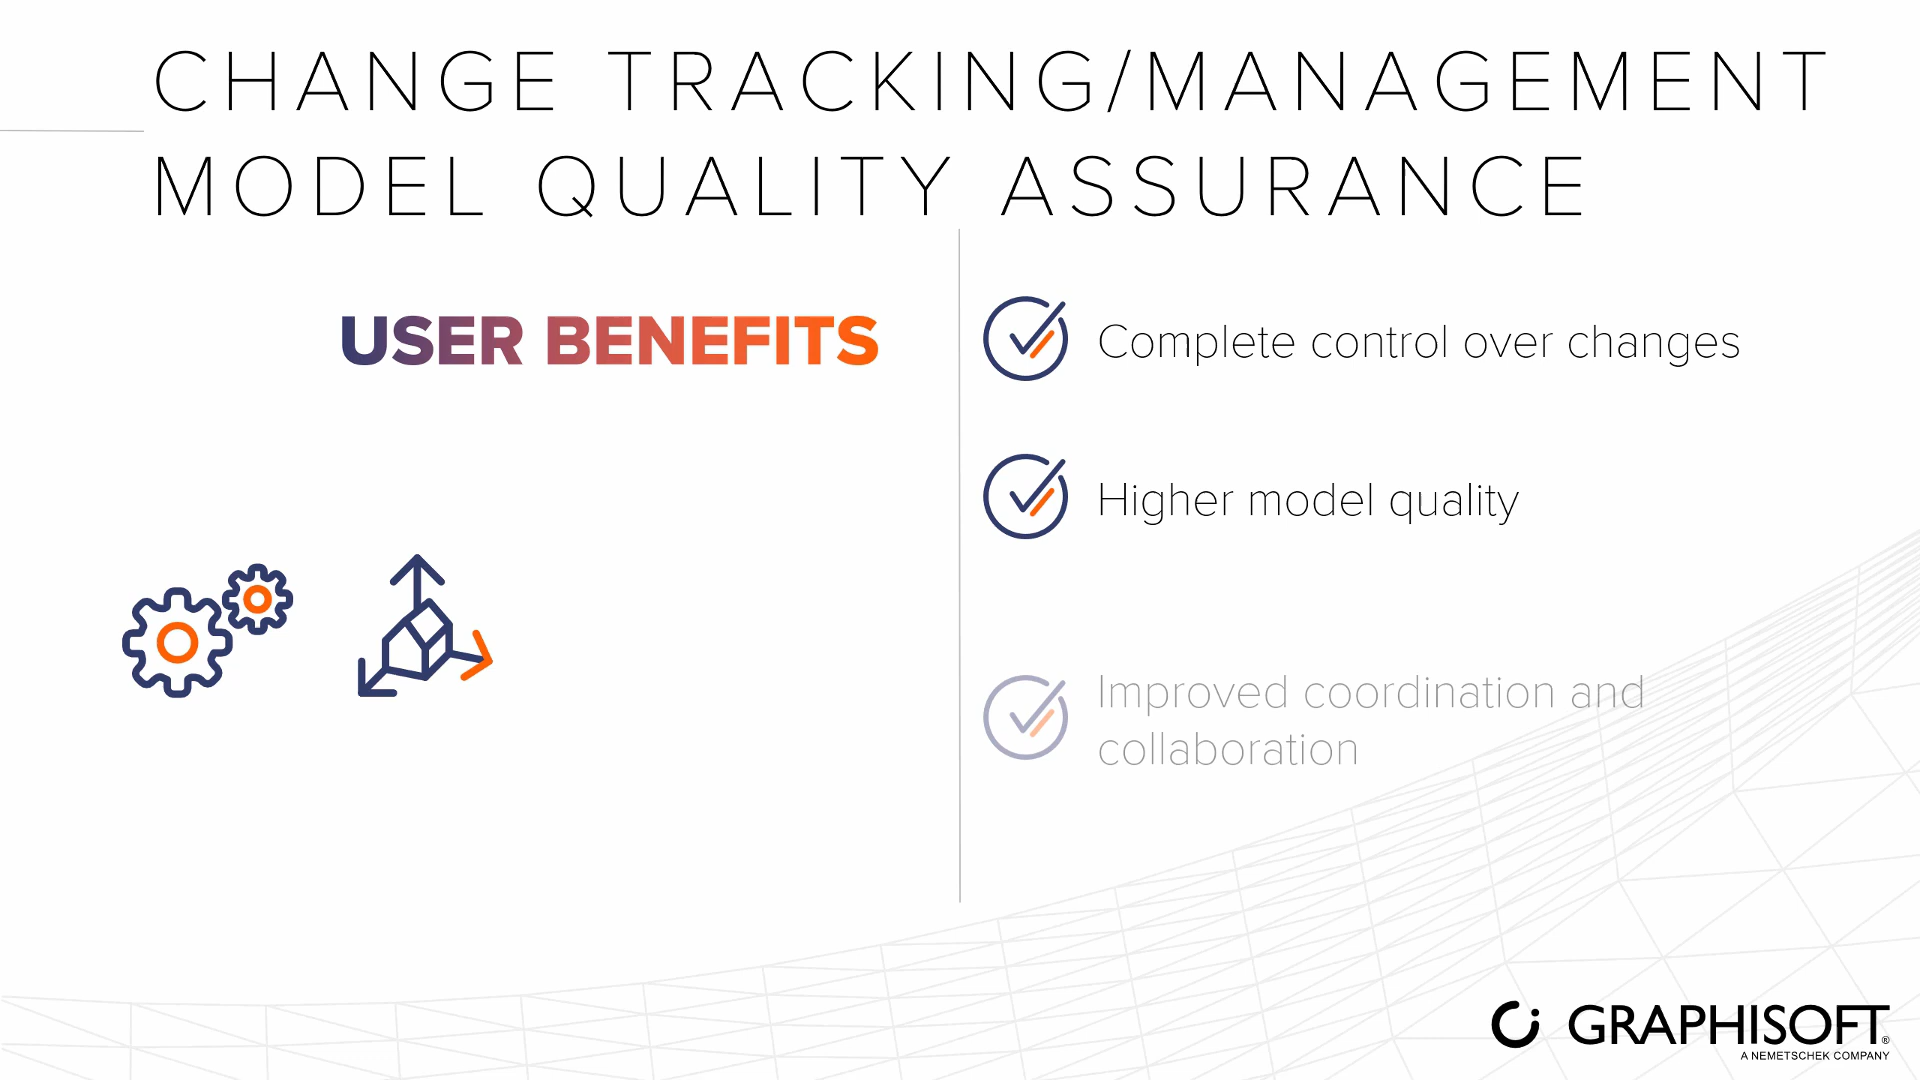 CHANGE TRACKING/MANAGEMENT
MODEL QUALITY ASSURANCE
USER BENEFITS
Complete control over changes
Higher model quality
Improved coordination and
collaboration
GRAPHISOFT®
A NEMETSCHEK COMPANY